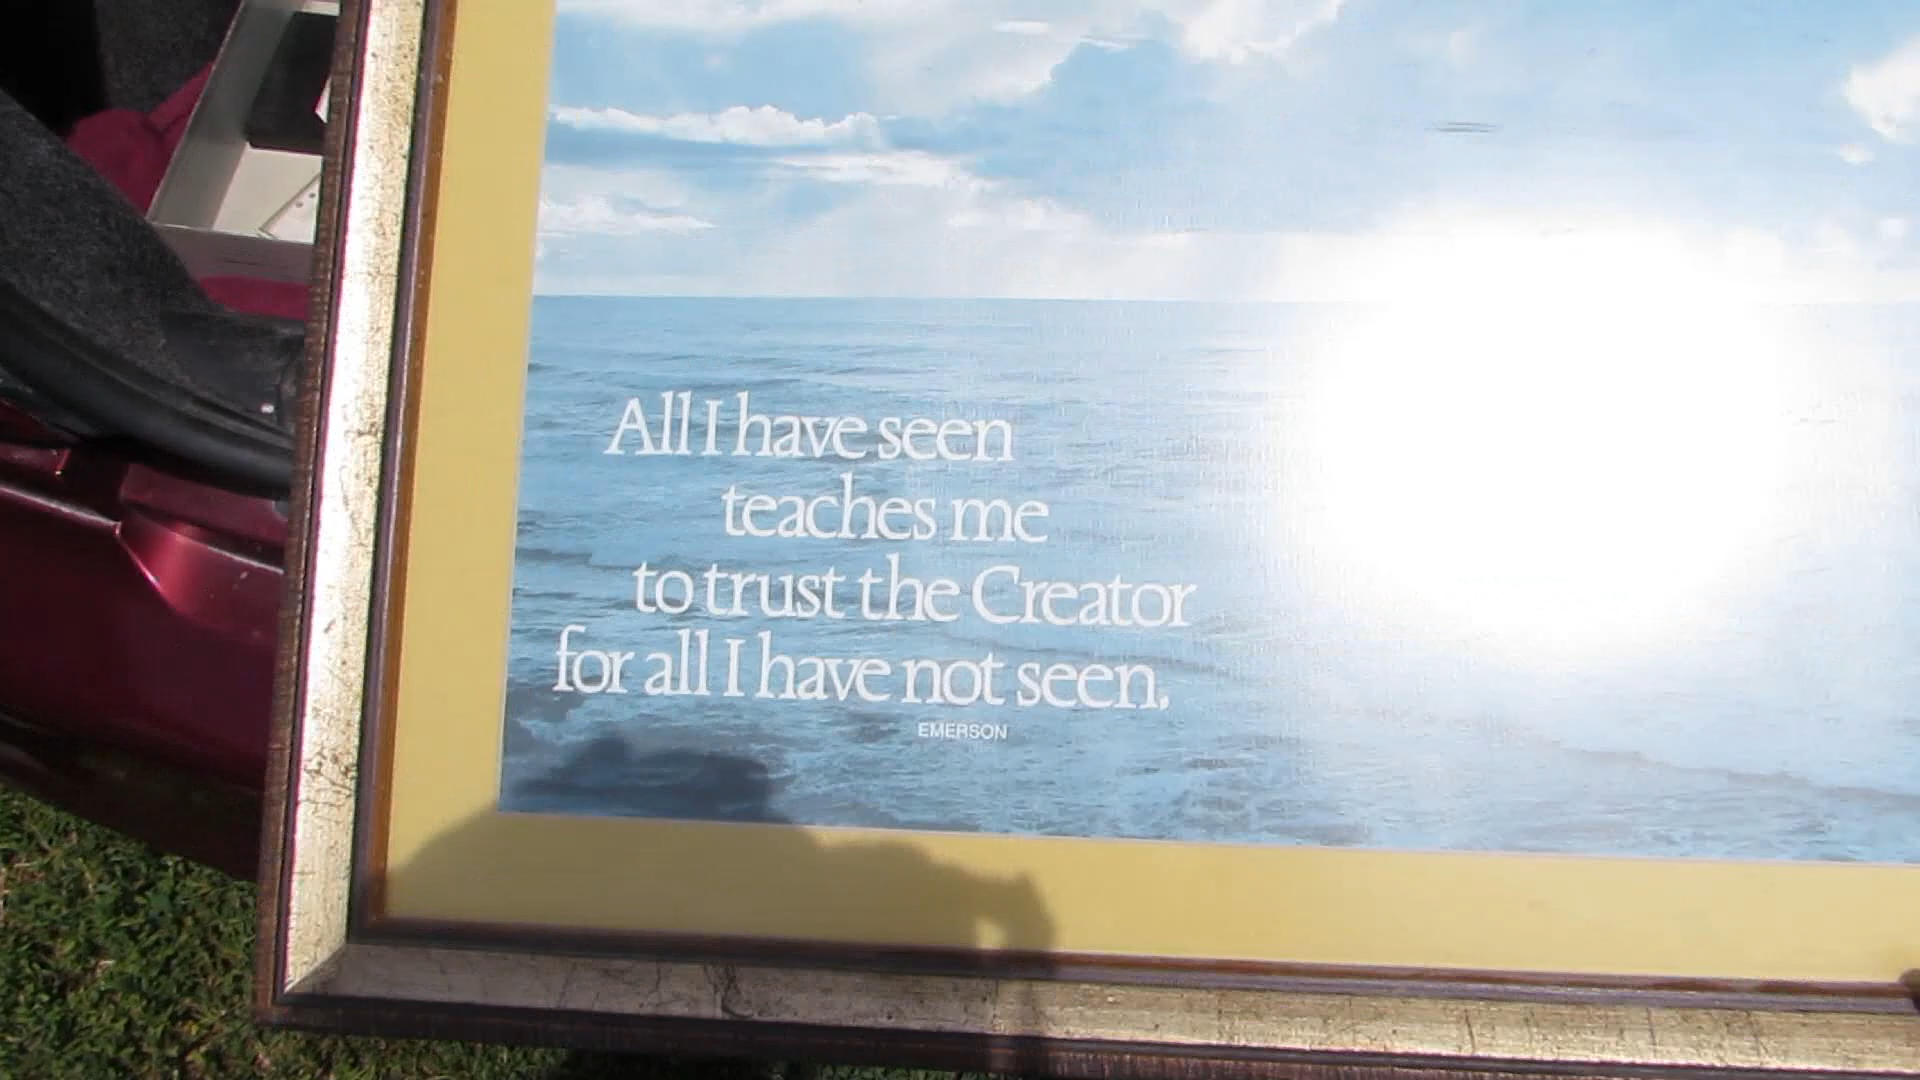 All I have seen
teaches me
to trust the Creator
for all I have not seen.
EMERSON